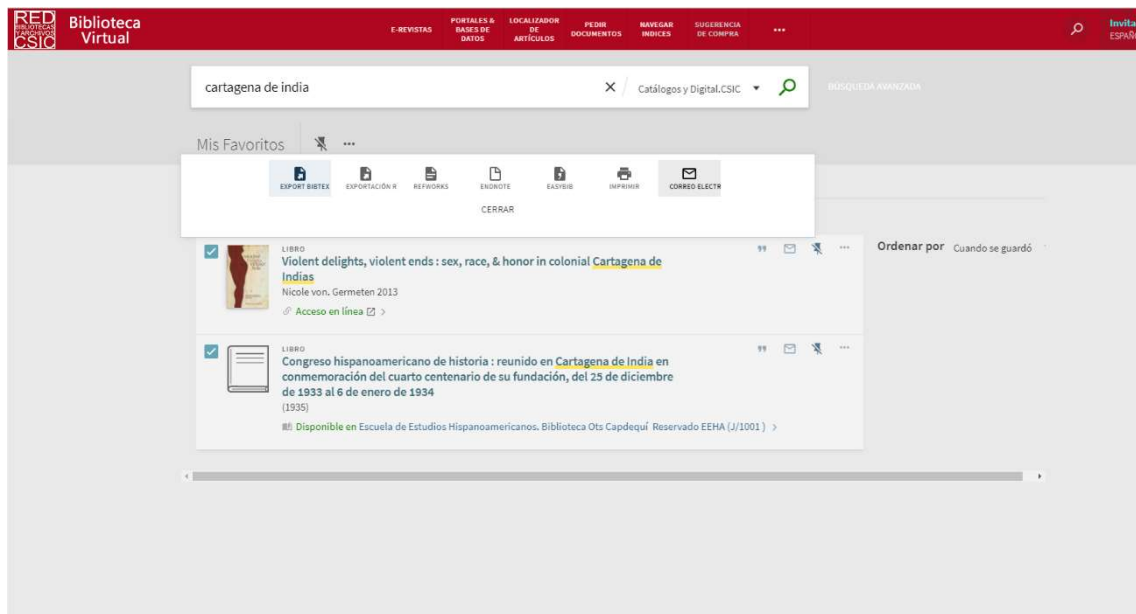 RED
BIBLIOTECAS
Y ARCHIVOS
CSIC
Biblioteca
Virtual
E-REVISTAS
PORTALES &
BASES DE
DATOS
LOCALIZADOR
DE
ARTÍCULOS
PEDIR
DOCUMENTOS
NAVEGAR
INDICES
SUGERENCIA
DE COMPRA
•••
Invita
ESPAÑO
cartagena de india
Catálogos y Digital.CSIC
BÚSQUEDA AVANZADA
Mis Favoritos
EXPORT BIBTEX
EXPORTACIÓN R
REFWORKS
ENDNOTE
EASYBIB
IMPRIMIR
CORREO ELECTR
CERRAR
LIBRO
Violent delights, violent ends : sex, race, & honor in colonial Cartagena de
Indias
Nicole von. Germeten 2013
Acceso en línea >
Ordenar por Cuando se guardó
LIBRO
Congreso hispanoamericano de historia : reunido en Cartagena de India en
conmemoración del cuarto centenario de su fundación, del 25 de diciembre
de 1933 al 6 de enero de 1934
(1935)
Disponible en Escuela de Estudios Hispanoamericanos. Biblioteca Ots Capdequí Reservado EEHA (J/1001 ) >